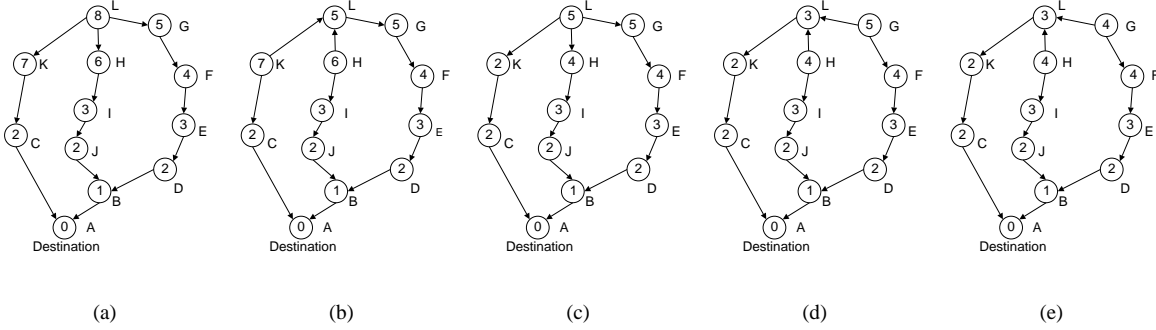 L
8
5 G
7 K
6 H
4 F
3 I
3 E
2 C
2 J
2 D
1 B
0 A
Destination
(a)
L
5
5 G
7 K
6 H
4 F
3 I
3 E
2 C
2 J
2 D
1 B
0 A
Destination
(b)
L
5
5 G
2 K
4 H
4 F
3 I
3 E
2 C
2 J
2 D
1 B
0 A
Destination
(c)
L
3
5 G
2 K
4 H
4 F
3 I
3 E
2 C
2 J
2 D
1 B
0 A
Destination
(d)
L
3
4 G
2 K
4 H
4 F
3 I
3 E
2 C
2 J
2 D
1 B
0 A
Destination
(e)